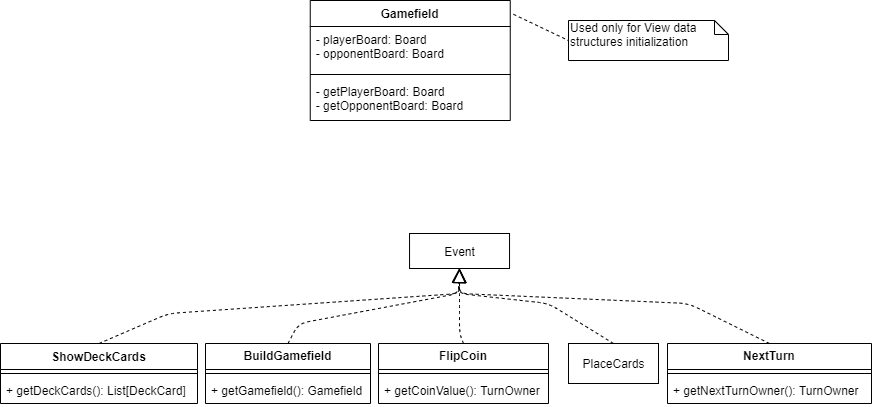 Gamefield
- playerBoard: Board
- opponentBoard: Board
- getPlayerBoard: Board
- getOpponentBoard: Board
Used only for View data
structures initialization
Event
ShowDeckCards
+ getDeckCards(): List[DeckCard]
BuildGamefield
+ getGamefield(): Gamefield
FlipCoin
+ getCoinValue(): TurnOwner
PlaceCards
NextTurn
+ getNextTurnOwner(): TurnOwner